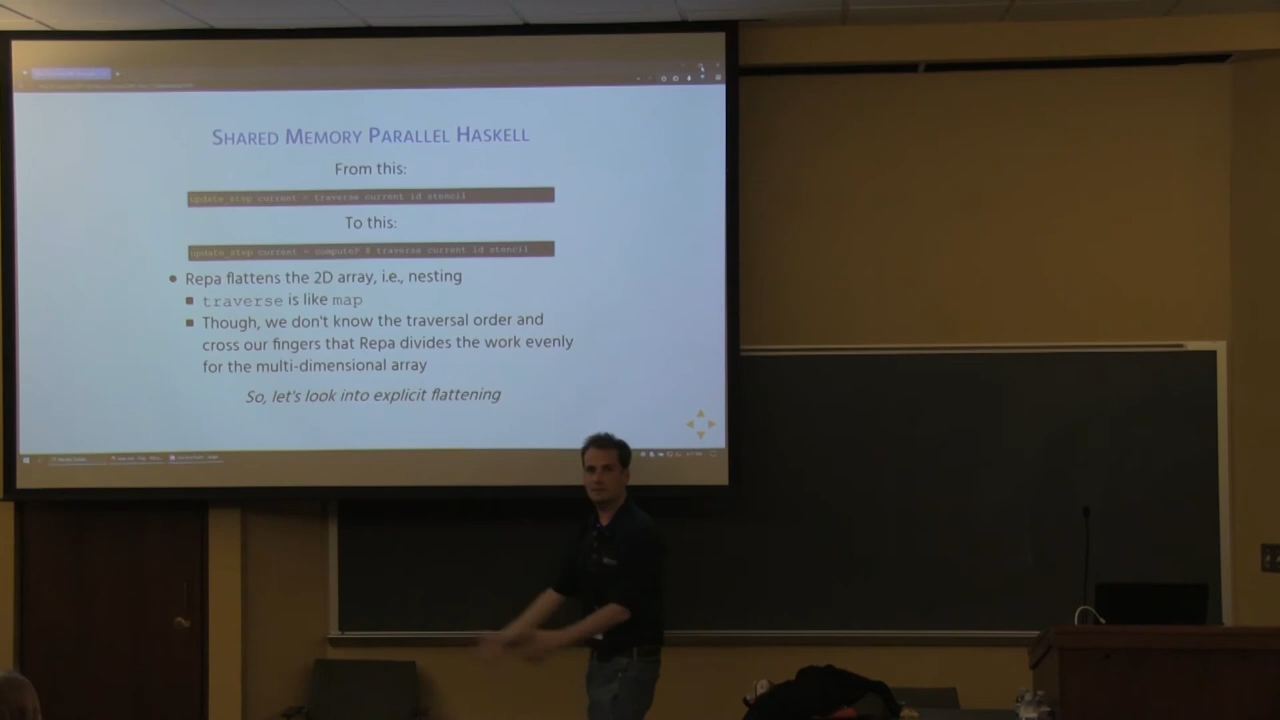 SHARED MEMORY PARALLEL HASKELL
From this:
update_step current = traverse current id stencil
To this:
update_step current = computeP $ traverse current id stencil
• Repa flattens the 2D array, i.e., nesting
▪ traverse is like map
▪ Though, we don't know the traversal order and
cross our fingers that Repa divides the work evenly
for the multi-dimensional array
So, let's look into explicit flattening